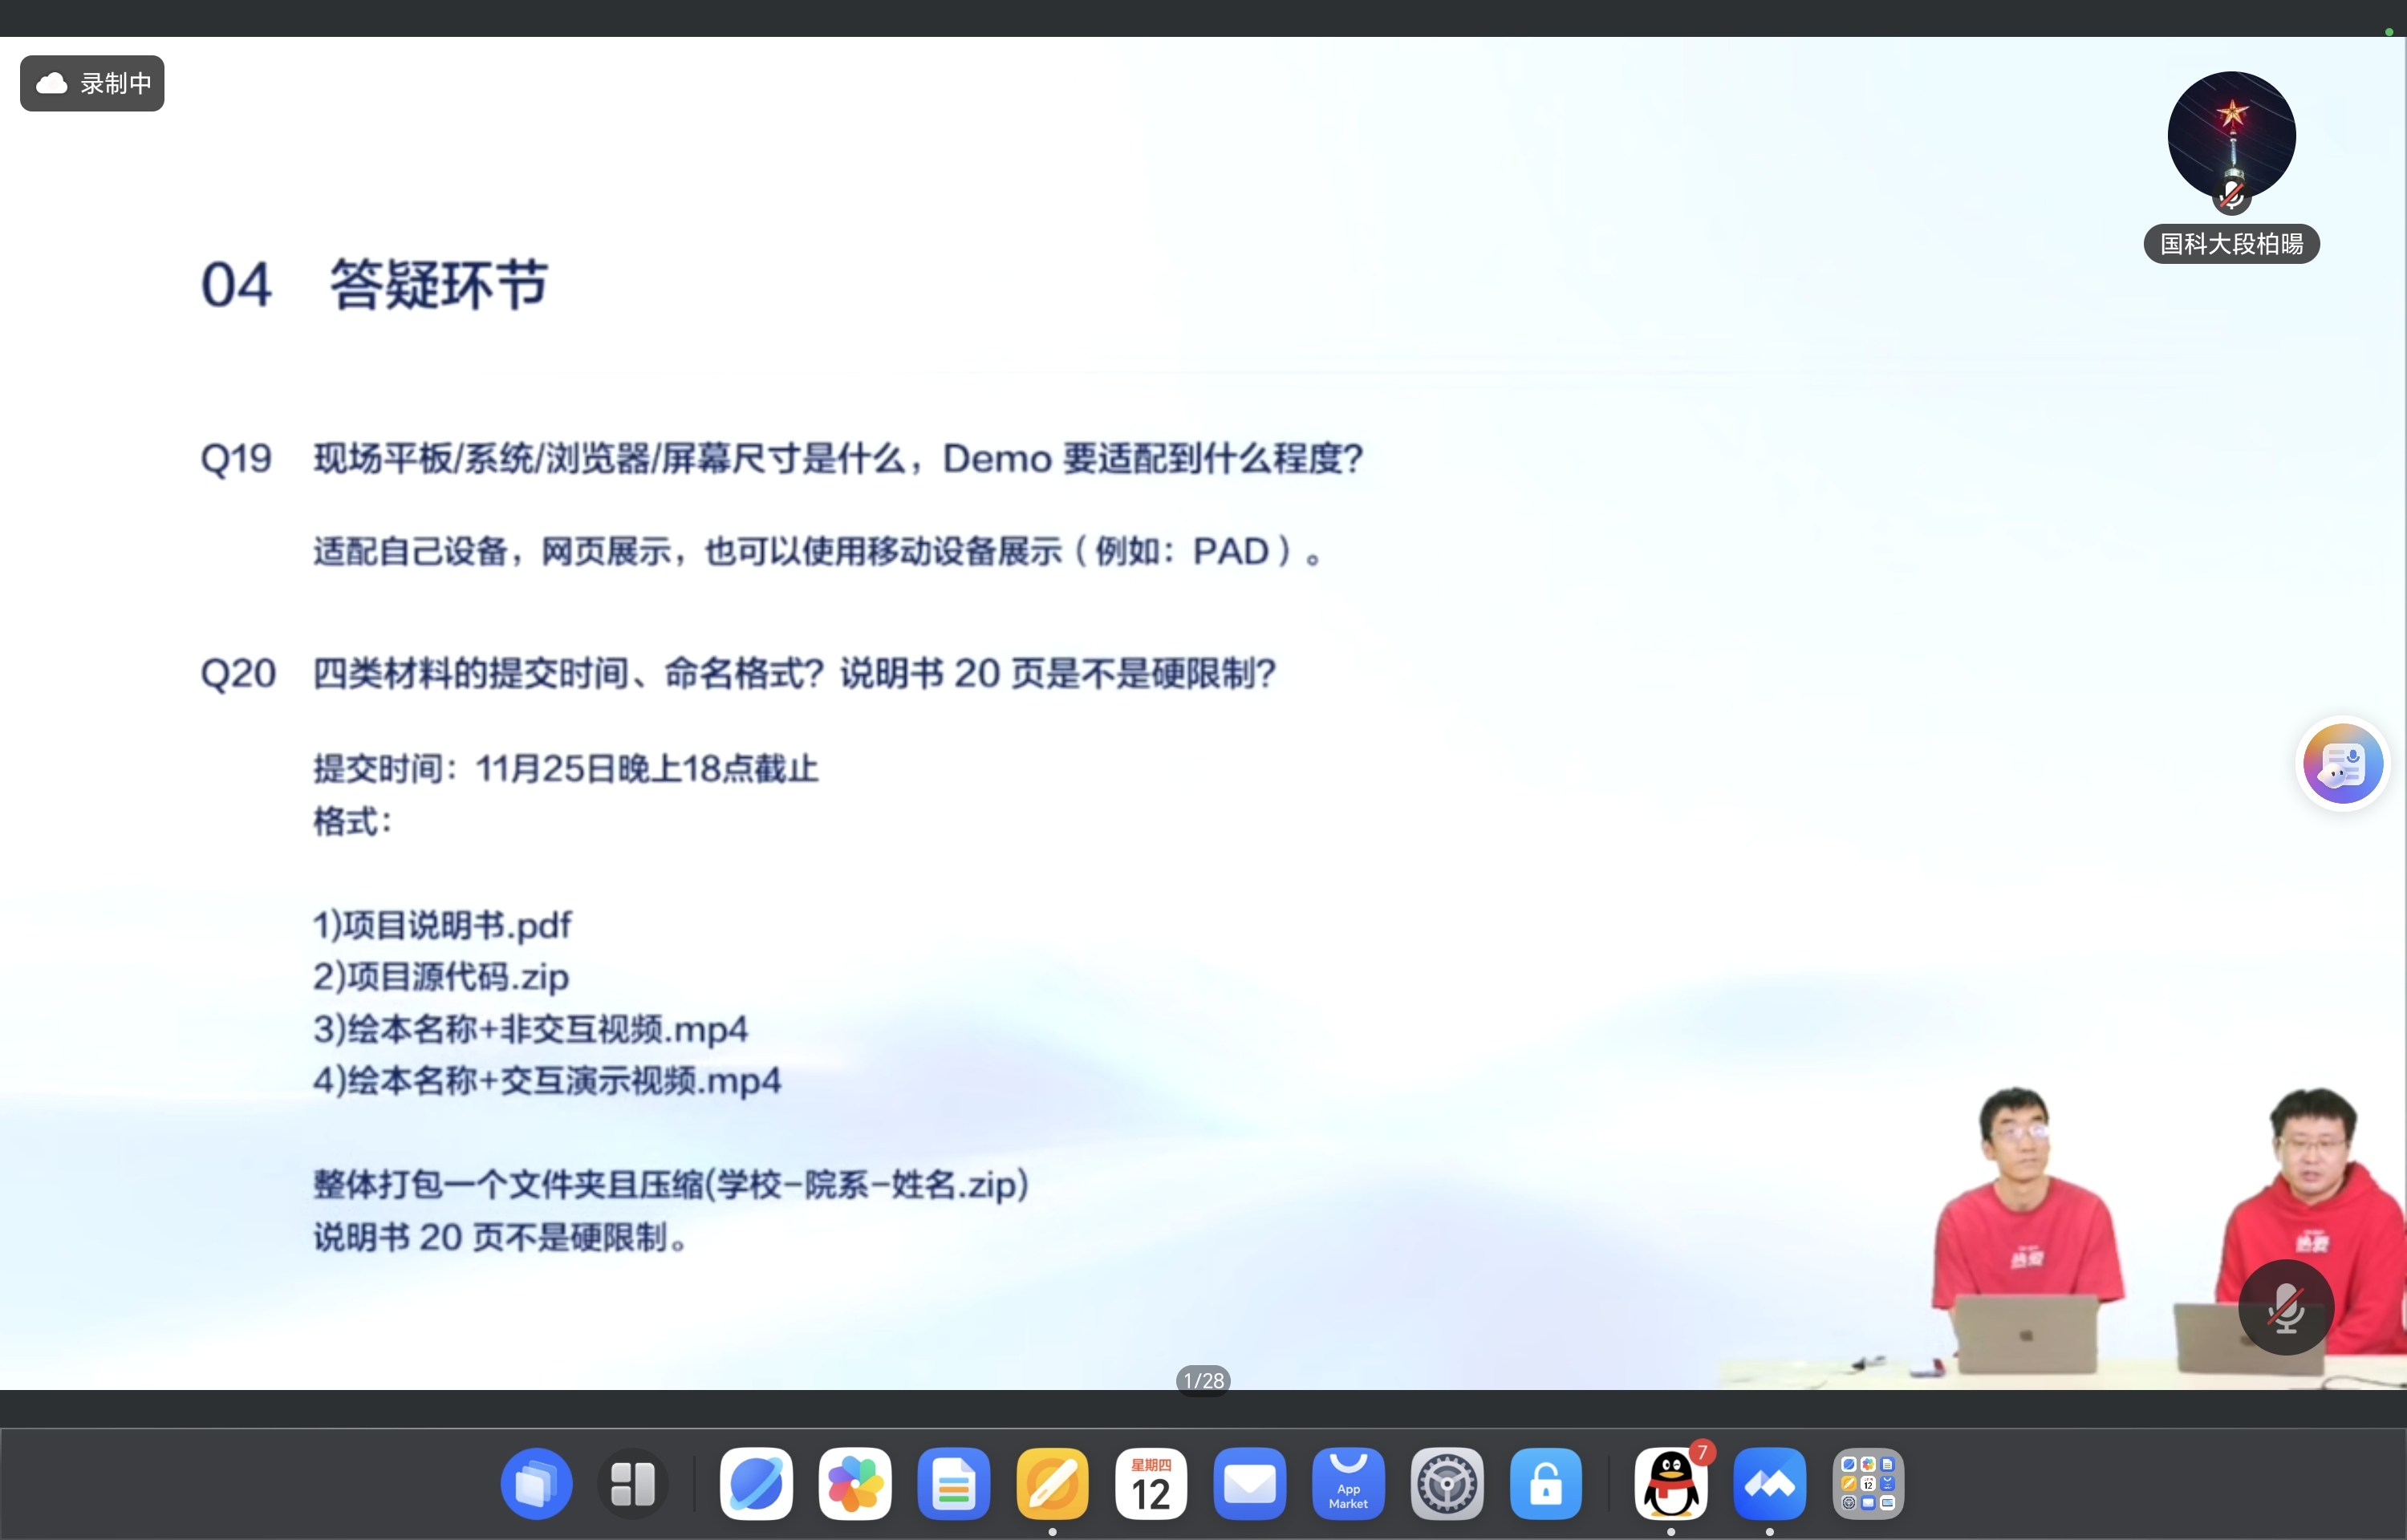 录制中
国科大段柏暘
04 答疑环节
Q19 现场平板/系统/浏览器/屏幕尺寸是什么，Demo 要适配到什么程度？
适配自己设备，网页展示，也可以使用移动设备展示（例如：PAD）。
Q20 四类材料的提交时间、命名格式？说明书 20 页是不是硬限制？
提交时间：11月25日晚上18点截止
格式：
1)项目说明书.pdf
2)项目源代码.zip
3)绘本名称+非交互视频.mp4
4)绘本名称+交互演示视频.mp4
整体打包一个文件夹且压缩(学校-院系-姓名.zip)
说明书 20 页不是硬限制。
热爱
热爱
1/28
星期四
12
App
Market
7
12